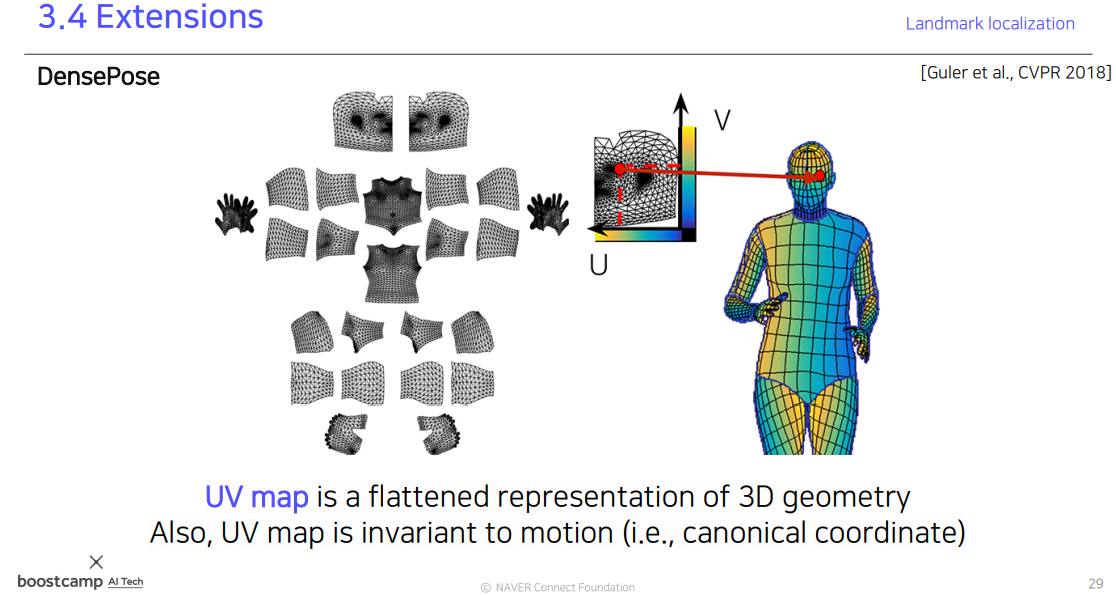 3.4 Extensions
Landmark localization
DensePose
[Guler et al., CVPR 2018]
V
U
UV map is a flattened representation of 3D geometry
Also, UV map is invariant to motion (i.e., canonical coordinate)
boostcamp AI Tech
© NAVER Connect Foundation
29